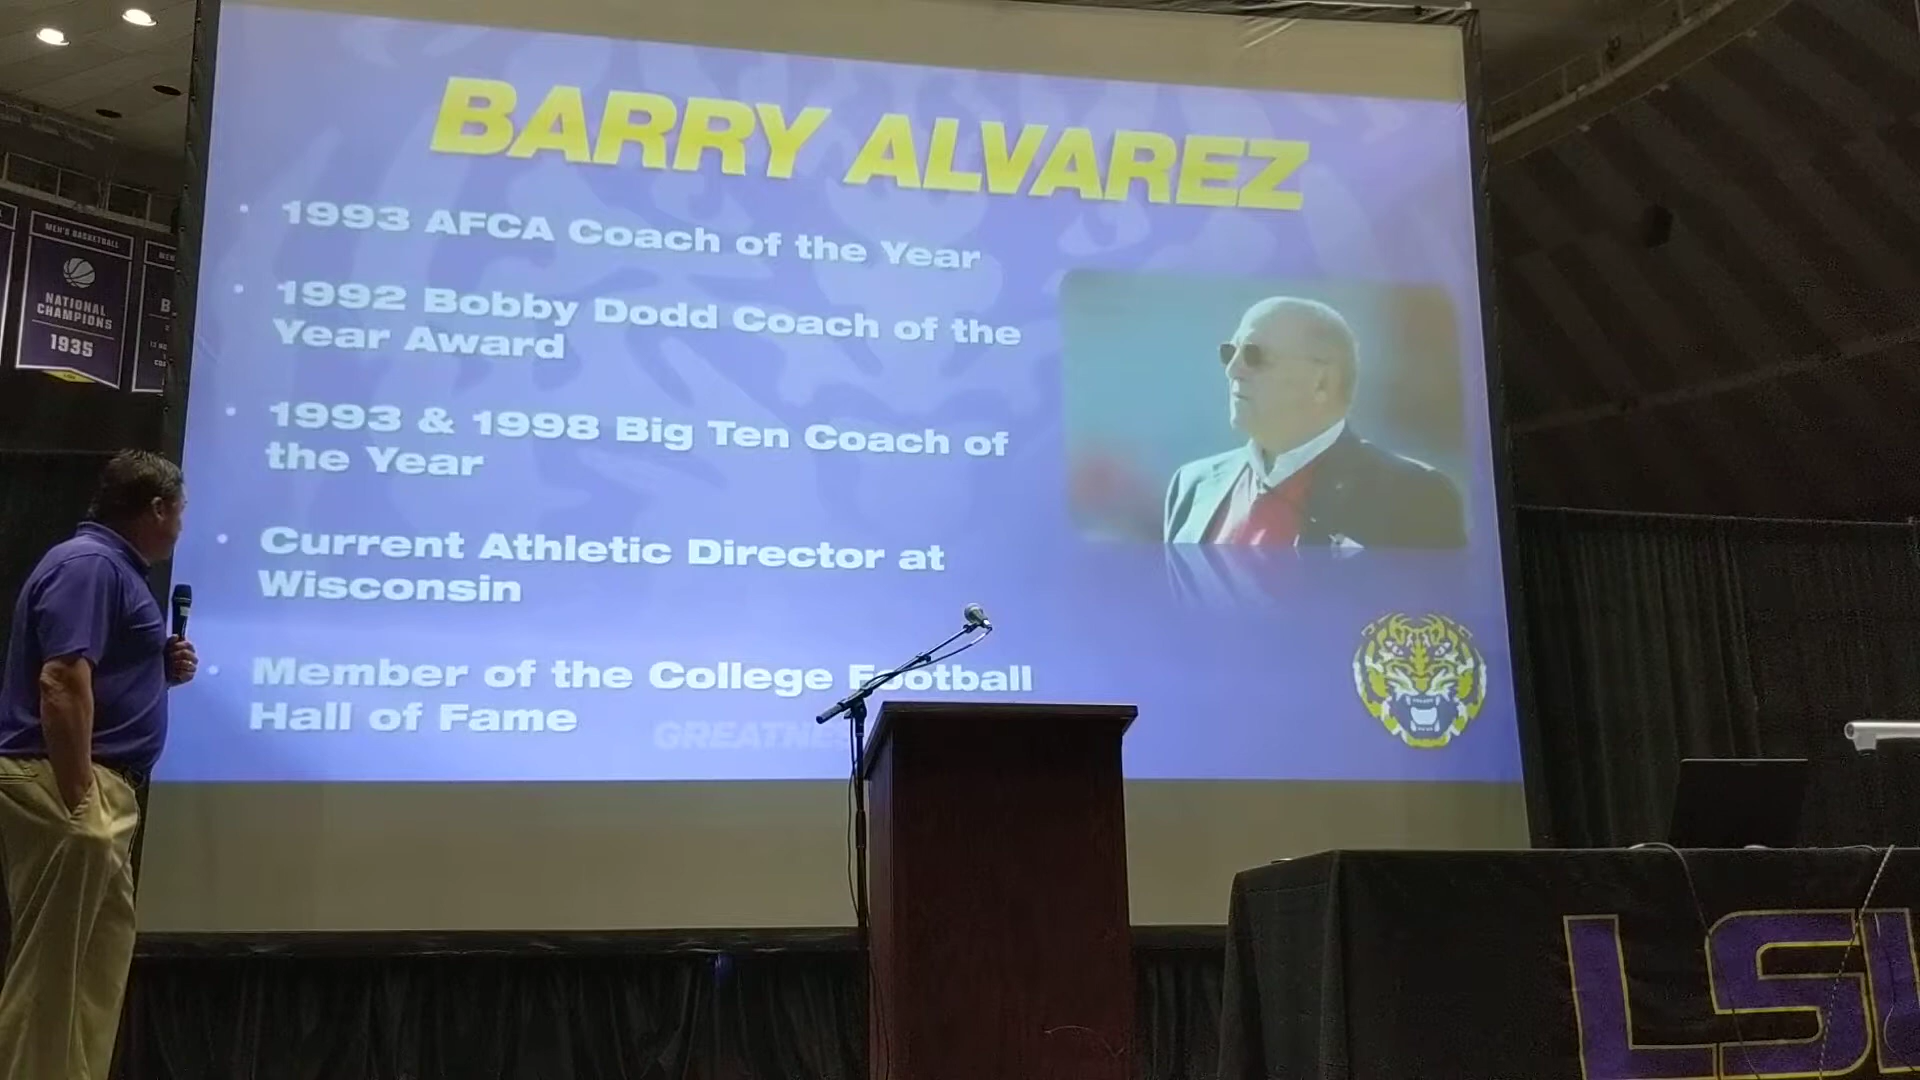 BARRY ALVAREZ
• 1993 AFCA Coach of the Year
• 1992 Bobby Dodd Coach of the
Year Award
• 1993 & 1998 Big Ten Coach of
the Year
• Current Athletic Director at
Wisconsin
• Member of the College Football
Hall of Fame
GREATNES
MEN'S BASKETBALL
NATIONAL
CHAMPIONS
1935
LSU